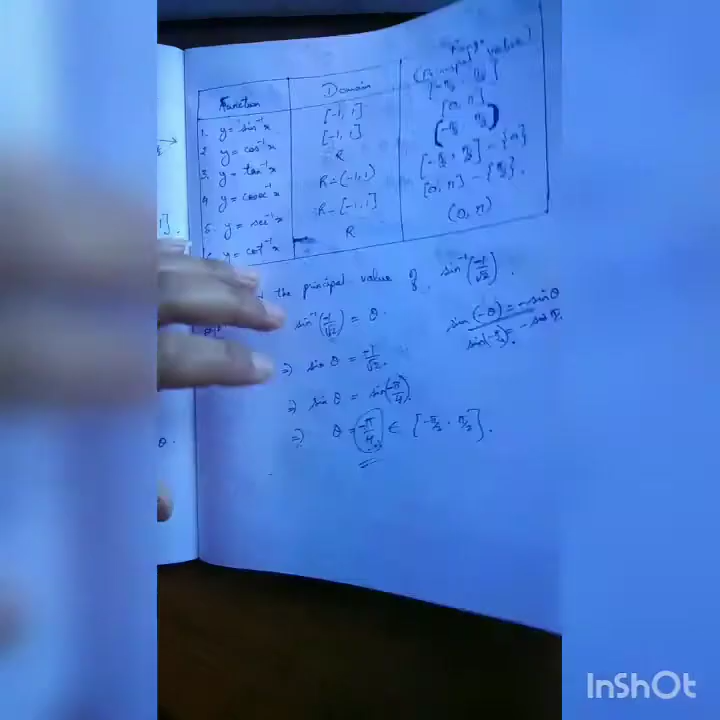 Function Domain Range
(Principal value)
1. y = sin⁻¹x [-1, 1] [-π/2, π/2]
2. y = cos⁻¹x [-1, 1] [0, π]
3. y = tan⁻¹x R (-π/2, π/2)
4. y = cosec⁻¹x R-(-1, 1) [-π/2, π/2] - {0}
5. y = sec⁻¹x R-[-1, 1] [0, π] - {π/2}.
y = cot⁻¹x R (0, π)
the principal value of sin⁻¹(-1/√2).
sin⁻¹(-1/√2) = θ
sin(-θ) = -sinθ
⇒ sin θ = -1/√2.
⇒ sin θ = sin(-π/4).
⇒ θ = -π/4 ∈ [-π/2, π/2].
θ.
InShOt